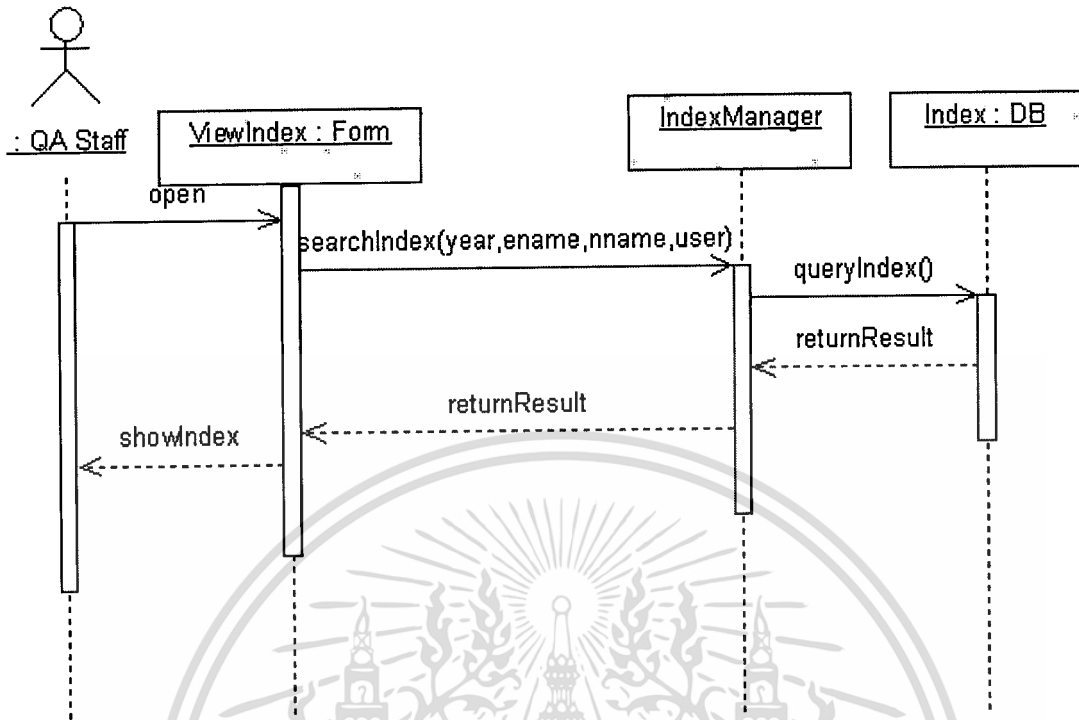 : QA Staff
ViewIndex : Form
IndexManager
Index : DB
open
searchIndex(year,ename,nname,user)
queryIndex()
returnResult
returnResult
showIndex